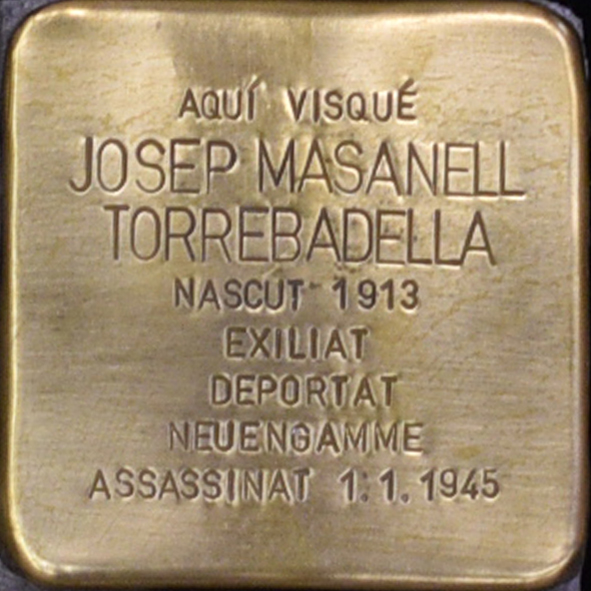 AQUÍ VISQUÉ
JOSEP MASANELL
TORREBADELLA
NASCUT 1913
EXILIAT
DEPORTAT
NEUENGAMME
ASSASSINAT 1.1.1945